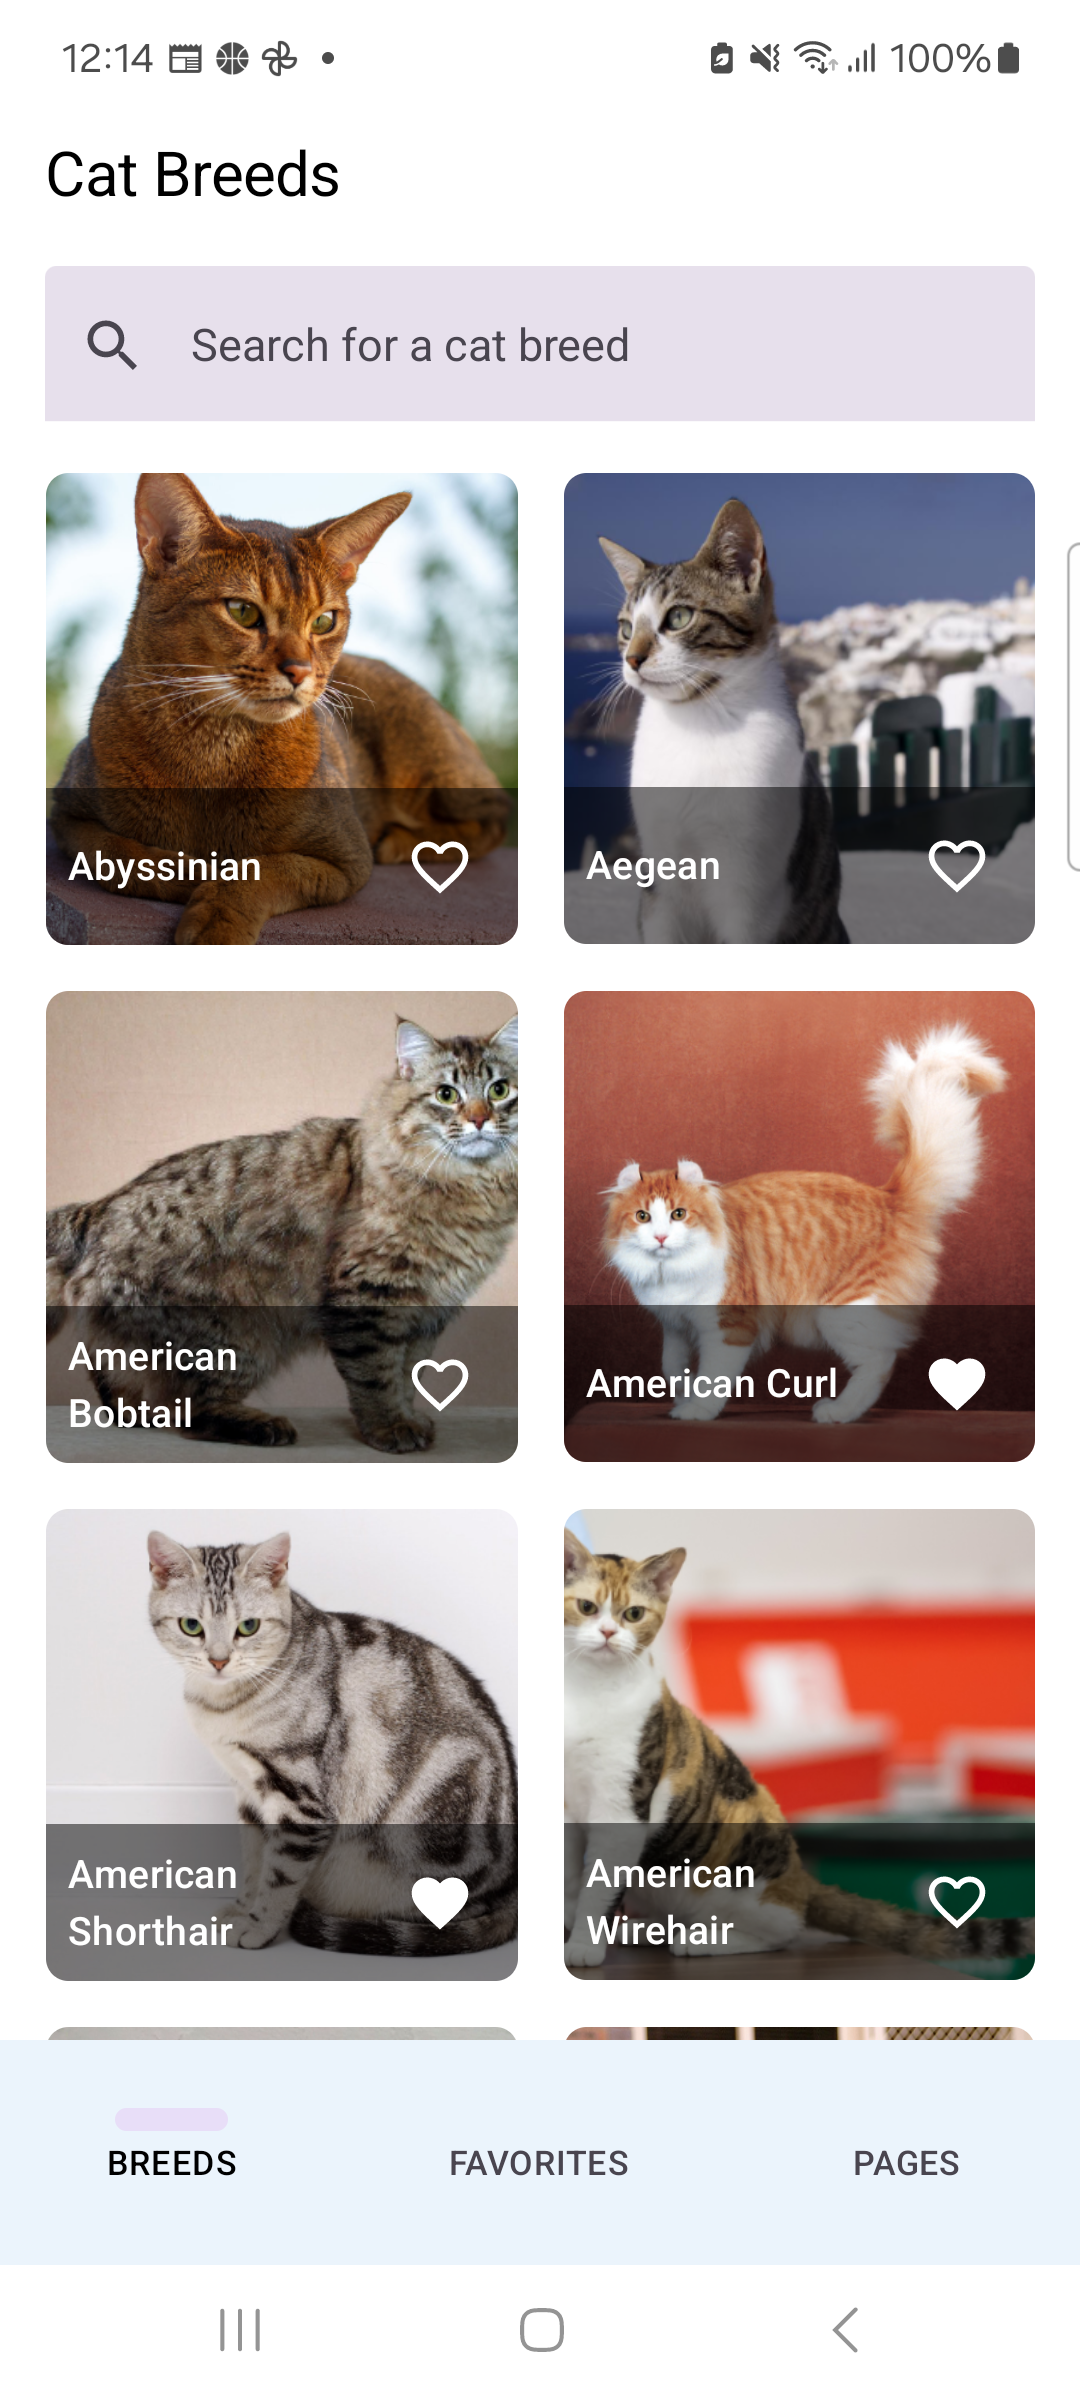 12:14
100%
Cat Breeds
Search for a cat breed
Abyssinian
Aegean
American
Bobtail
American Curl
American
Shorthair
American
Wirehair
BREEDS
FAVORITES
PAGES